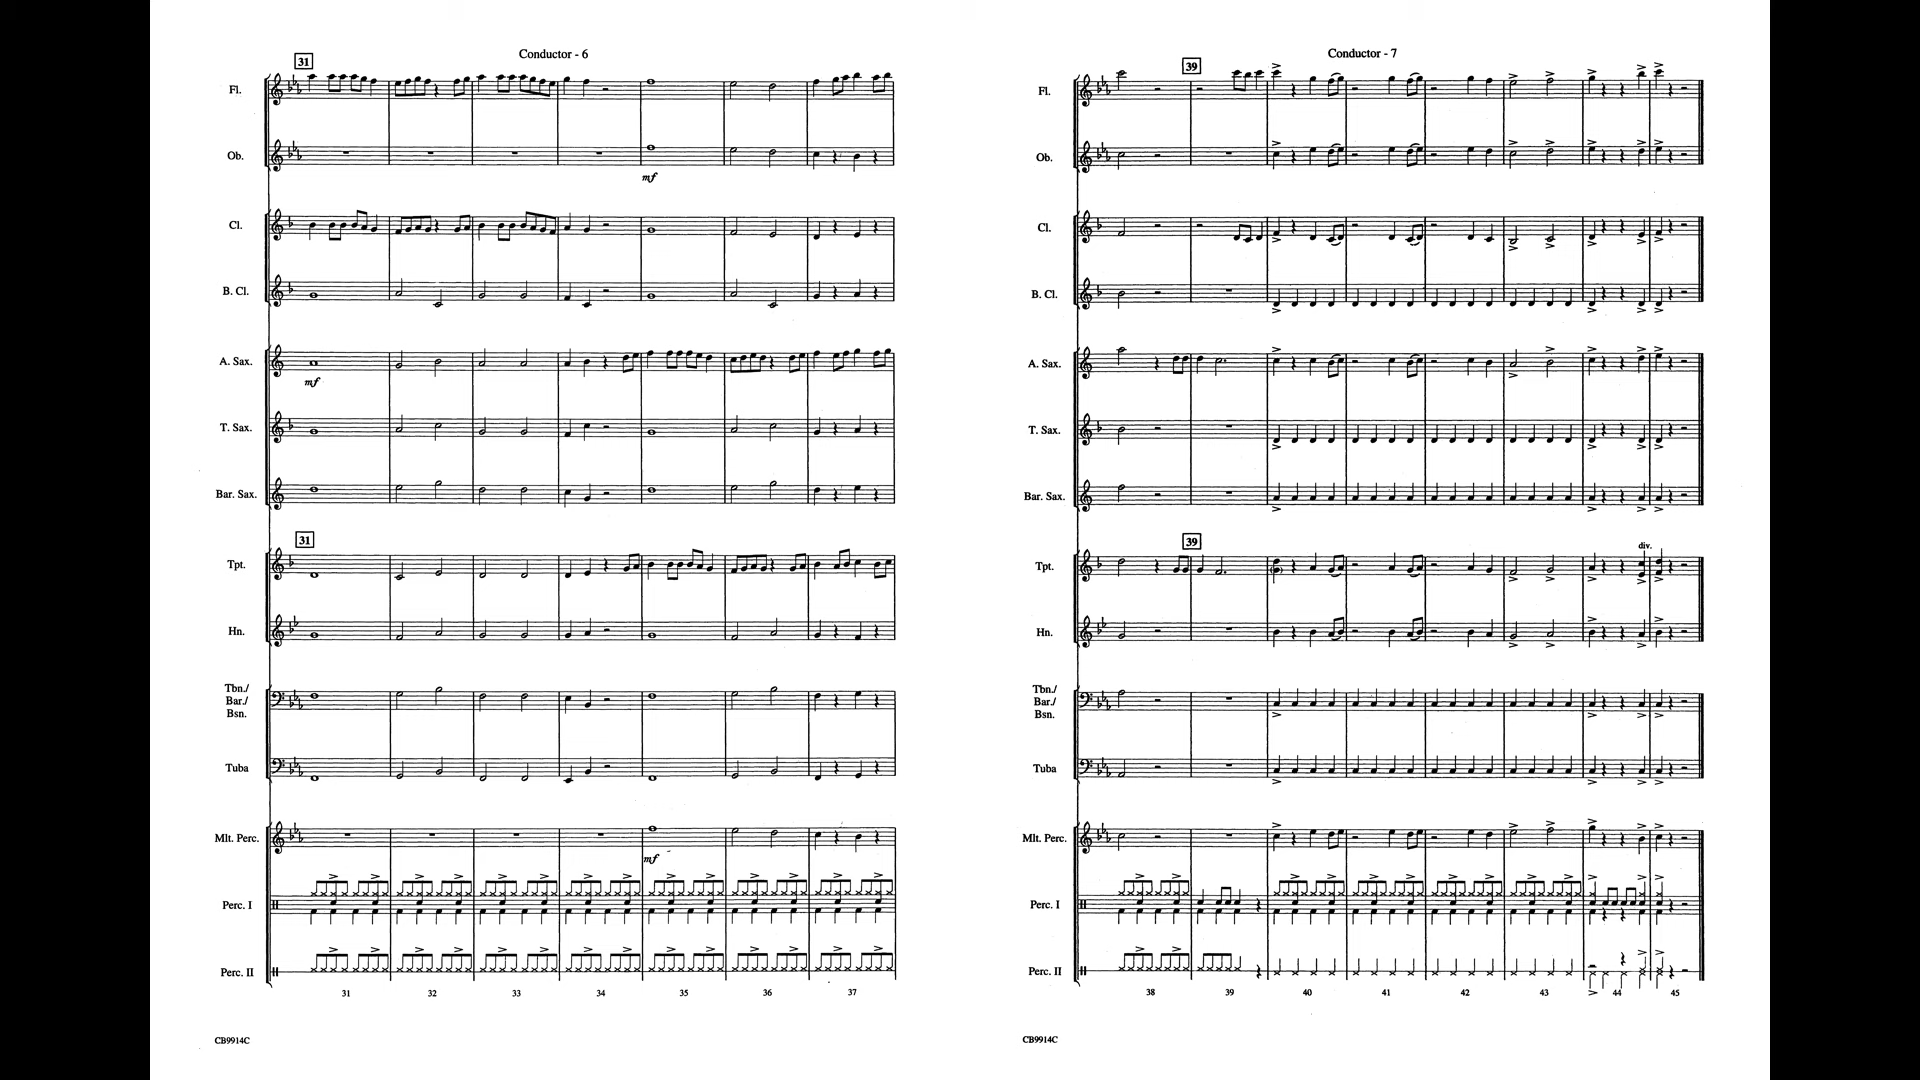 Conductor - 6
31
Fl.
Ob.
mf
Cl.
B. Cl.
A. Sax.
mf
T. Sax.
Bar. Sax.
31
Tpt.
Hn.
Tbn./
Bar./
Bsn.
Tuba
Mlt. Perc.
mf
Perc. I
Perc. II
31 32 33 34 35 36 37
CB9914C
Conductor - 7
39
Fl.
Ob.
Cl.
B. Cl.
A. Sax.
T. Sax.
Bar. Sax.
39
div.
Tpt.
Hn.
Tbn./
Bar./
Bsn.
Tuba
Mlt. Perc.
Perc. I
Perc. II
38 39 40 41 42 43 44 45
CB9914C